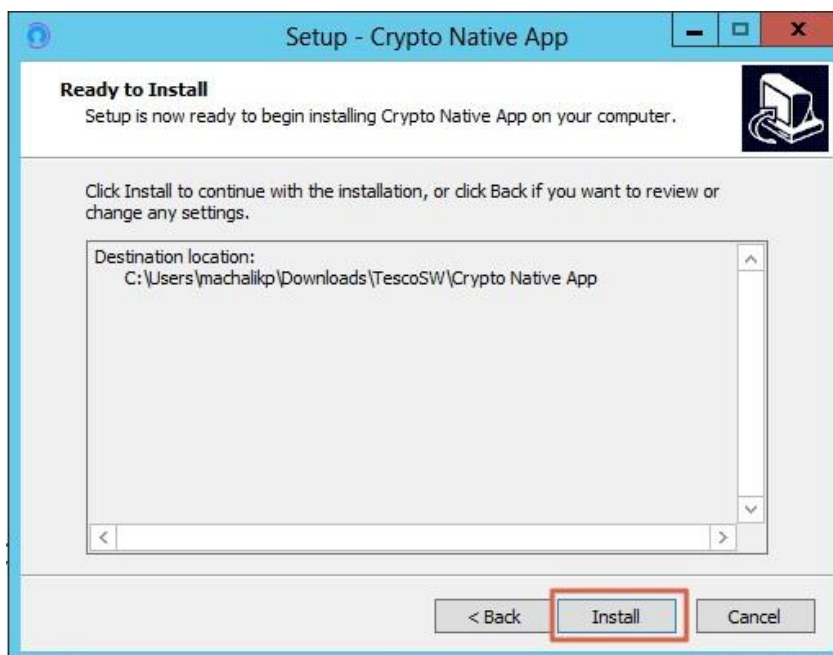 Setup - Crypto Native App
Ready to Install
Setup is now ready to begin installing Crypto Native App on your computer.
Click Install to continue with the installation, or click Back if you want to review or
change any settings.
Destination location:
C:\Users\machalikp\Downloads\TescoSW\Crypto Native App
< Back
Install
Cancel